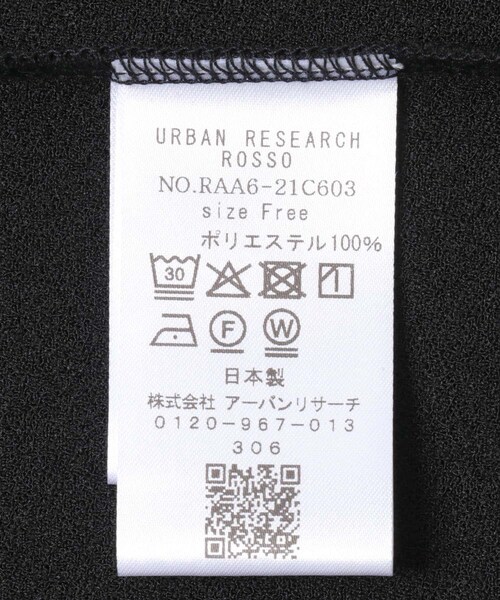 URBAN RESEARCH
ROSSO
NO.RAA6-21C603
size Free
ポリエステル100%
30
F W
日本製
株式会社 アーバンリサーチ
0120-967-013
306